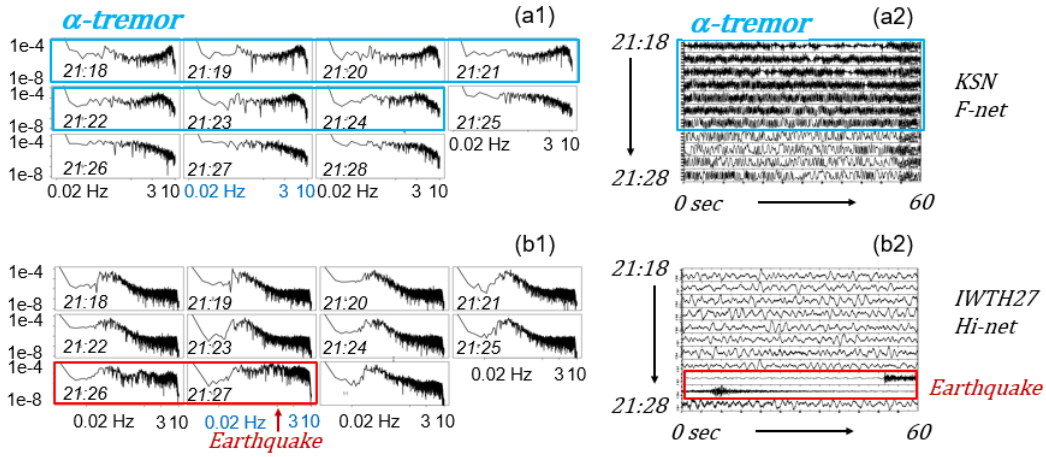 α-tremor
(a1)
1e-4
1e-8
21:18
21:19
21:20
21:21
1e-4
1e-8
21:22
21:23
21:24
21:25
0.02 Hz
3 10
1e-4
1e-8
21:26
21:27
21:28
0.02 Hz
3 10
0.02 Hz
3 10
0.02 Hz
3 10
α-tremor
(a2)
21:18
KSN
F-net
21:28
0 sec
60
(b1)
1e-4
1e-8
21:18
21:19
21:20
21:21
1e-4
1e-8
21:22
21:23
21:24
21:25
0.02 Hz
3 10
1e-4
1e-8
21:26
21:27
0.02 Hz
3 10
0.02 Hz
3 10
0.02 Hz
3 10
Earthquake
(b2)
21:18
IWTH27
Hi-net
Earthquake
21:28
0 sec
60